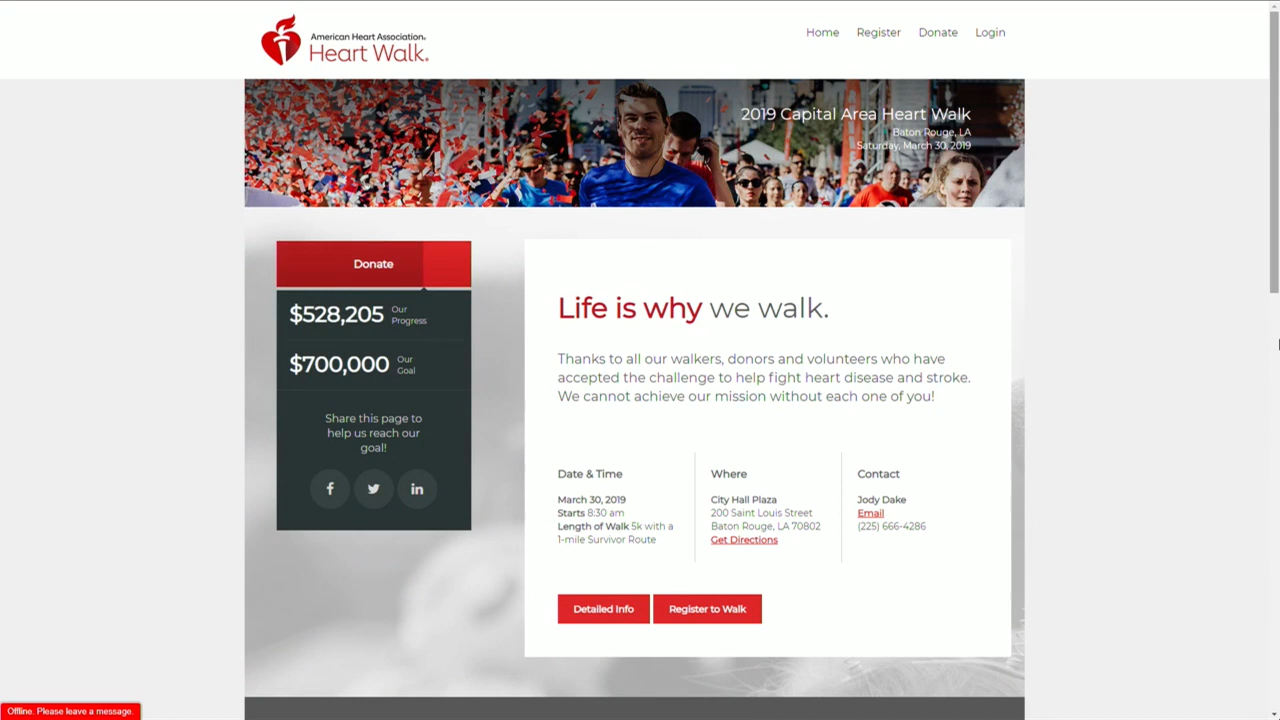 American Heart Association®
Heart Walk®
Home Register Donate Login
2019 Capital Area Heart Walk
Baton Rouge, LA
Saturday, March 30, 2019
Donate
$528,205 Our
Progress
$700,000 Our
Goal
Share this page to
help us reach our
goal!
Life is why we walk.
Thanks to all our walkers, donors and volunteers who have
accepted the challenge to help fight heart disease and stroke.
We cannot achieve our mission without each one of you!
Date & Time
March 30, 2019
Starts 8:30 am
Length of Walk 5k with a
1-mile Survivor Route
Where
City Hall Plaza
200 Saint Louis Street
Baton Rouge, LA 70802
Get Directions
Contact
Jody Dake
Email
(225) 666-4286
Detailed Info Register to Walk
Offline. Please leave a message.